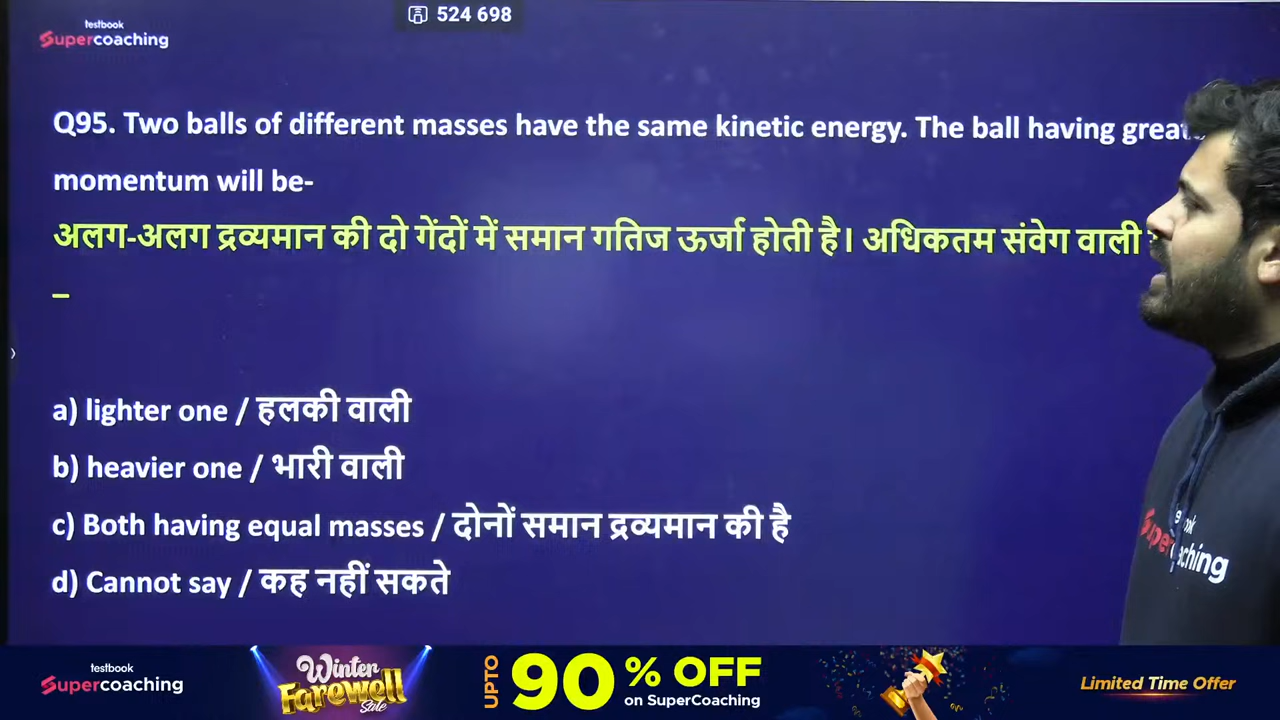 524 698
testbook
Supercoaching
Q95. Two balls of different masses have the same kinetic energy. The ball having
momentum will be-
अलग-अलग द्रव्यमान की दो गेंदों में समान गतिज ऊर्जा होती है। अधिकतम संवेग वाली
–
a) lighter one / हलकी वाली
b) heavier one / भारी वाली
c) Both having equal masses / दोनों समान द्रव्यमान की है
d) Cannot say / कह नहीं सकते
testbook
Supercoaching
Winter
Farewell
Sale
UPTO
90% OFF
on SuperCoaching
Limited Time Offer